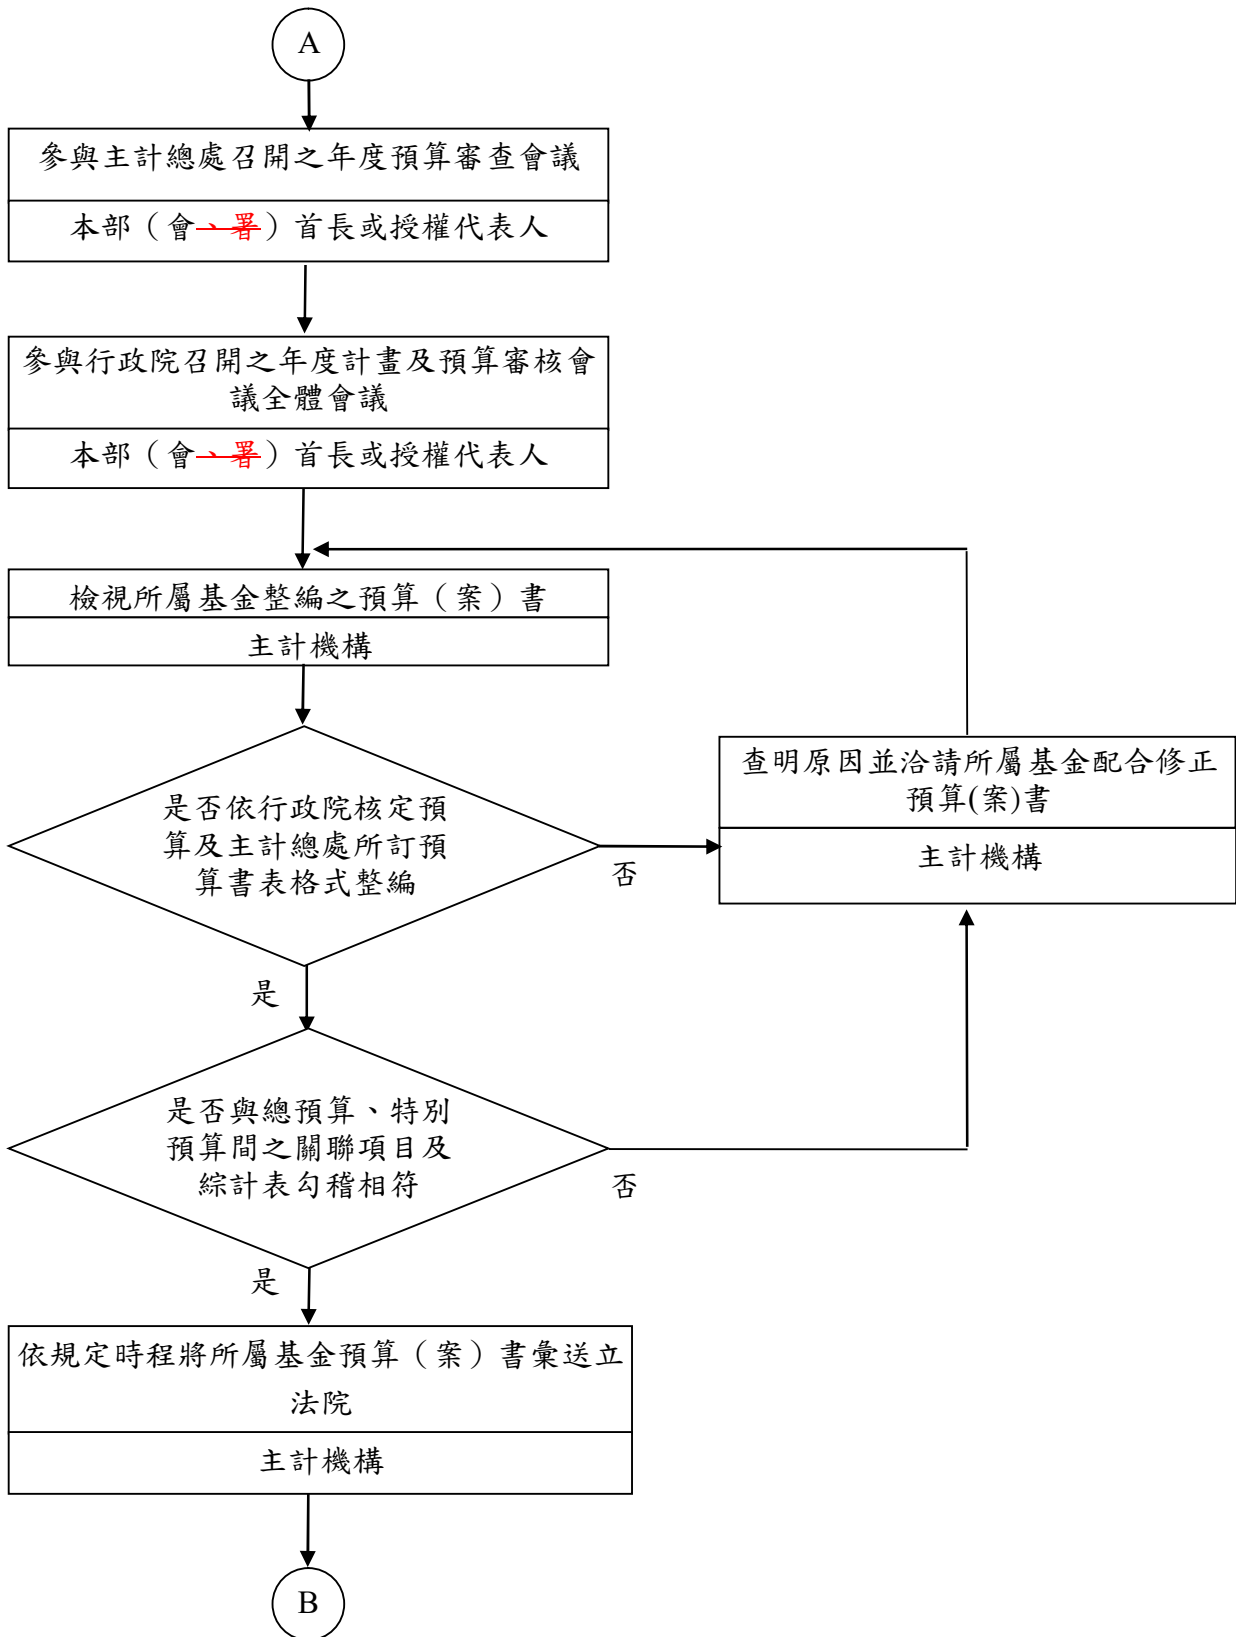 A
參與主計總處召開之年度預算審查會議
本部（會、署）首長或授權代表人
參與行政院召開之年度計畫及預算審核會
議全體會議
本部（會、署）首長或授權代表人
檢視所屬基金整編之預算（案）書
主計機構
是否依行政院核定預
算及主計總處所訂預
算書表格式整編
否
查明原因並洽請所屬基金配合修正
預算(案)書
主計機構
是
是否與總預算、特別
預算間之關聯項目及
綜計表勾稽相符
否
是
依規定時程將所屬基金預算（案）書彙送立
法院
主計機構
B